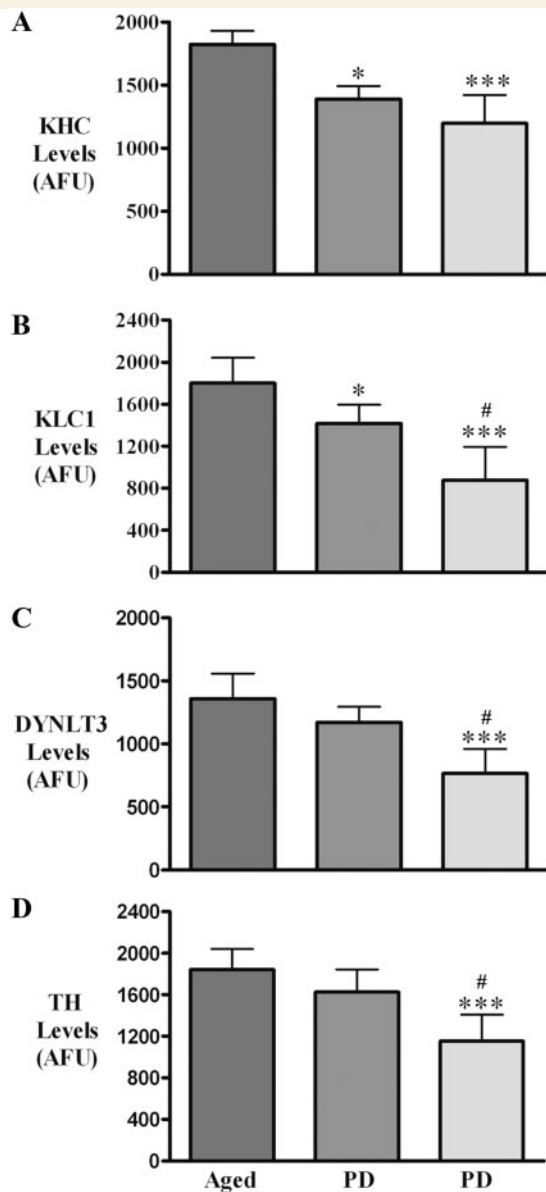 A
KHC
Levels
(AFU)
2000
1500
1000
500
0
*
***
B
KLC1
Levels
(AFU)
2400
2000
1600
1200
800
400
0
*
#
***
C
DYNLT3
Levels
(AFU)
2000
1500
1000
500
0
#
***
D
TH
Levels
(AFU)
2400
2000
1600
1200
800
400
0
#
***
Aged PD PD